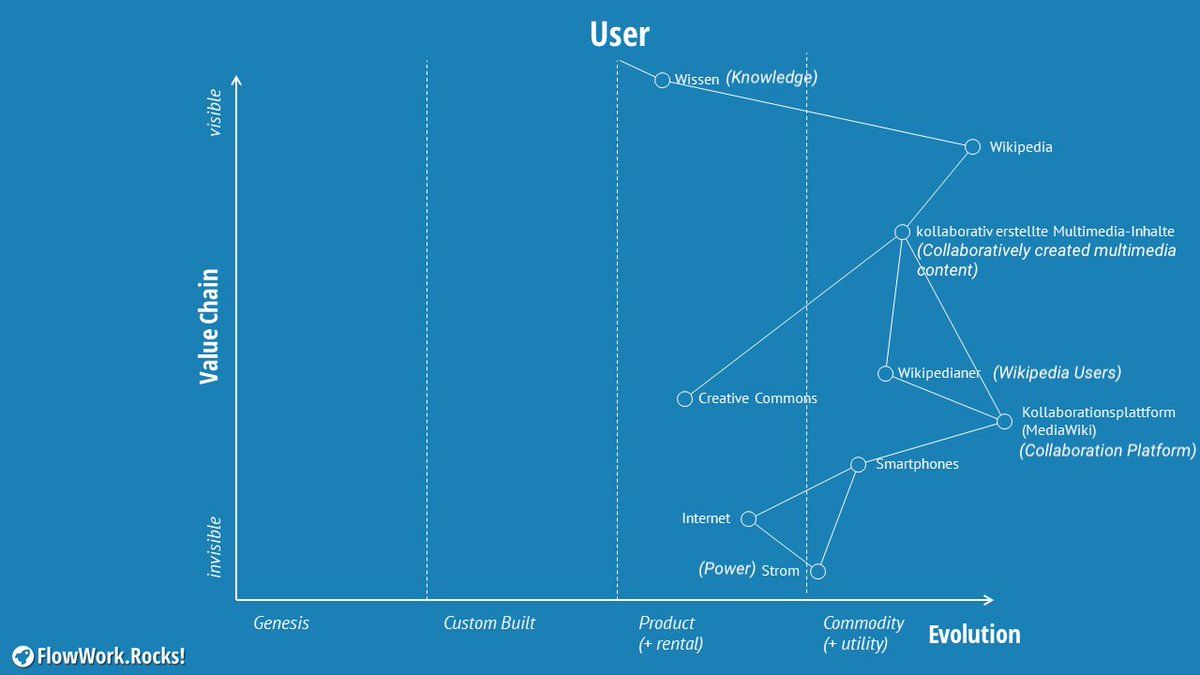 User
visible
Wissen (Knowledge)
Wikipedia
kollaborativ erstellte Multimedia-Inhalte
(Collaboratively created multimedia
content)
Value Chain
Wikipedianer (Wikipedia Users)
Creative Commons
Kollaborationsplattform
(MediaWiki)
(Collaboration Platform)
Smartphones
Internet
invisible
(Power) Strom
Genesis
Custom Built
Product
(+ rental)
Commodity
(+ utility)
Evolution
FlowWork.Rocks!